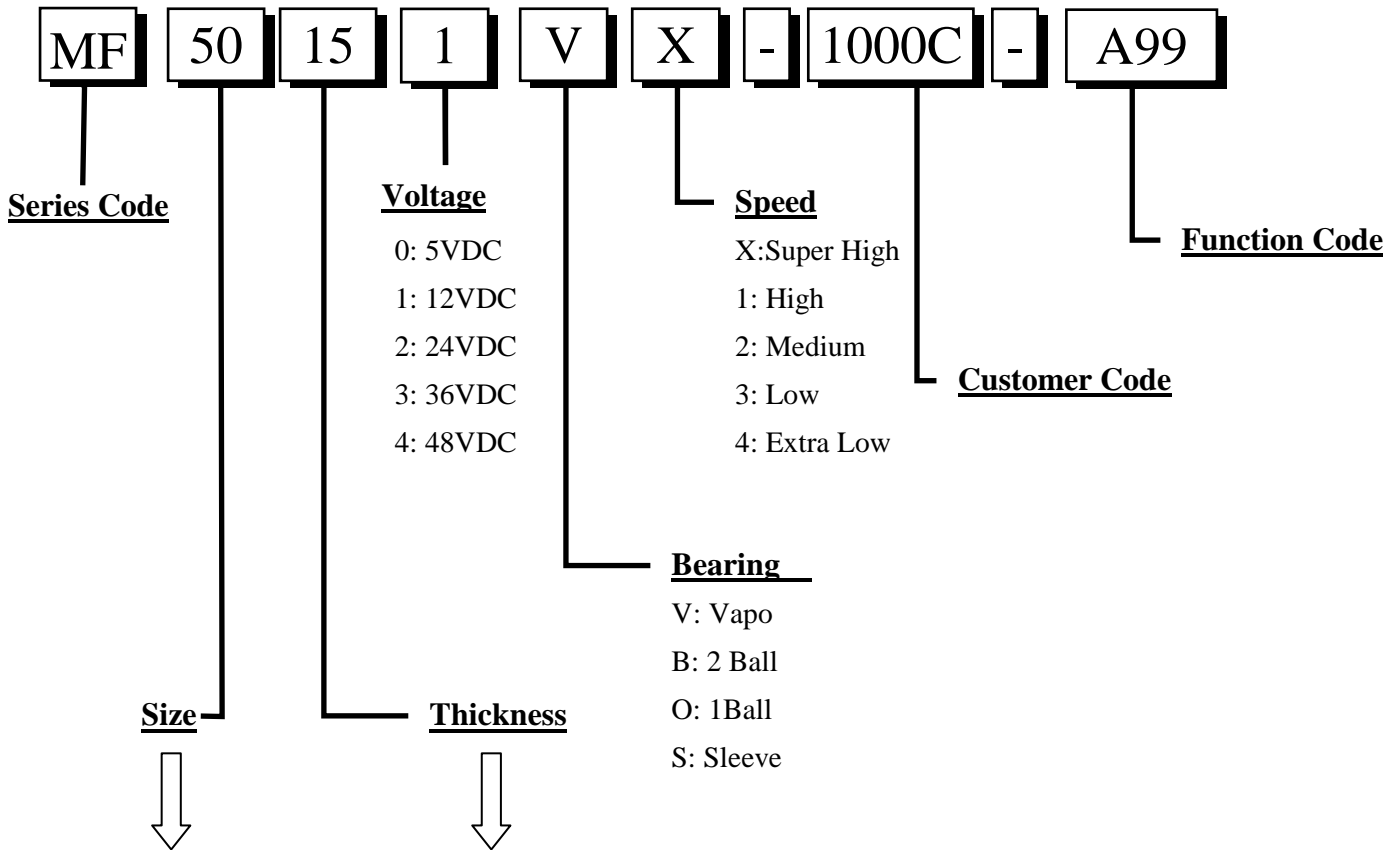 MF 50 15 1 V X - 1000C - A99
Series Code
Voltage
0: 5VDC
1: 12VDC
2: 24VDC
3: 36VDC
4: 48VDC
Speed
X:Super High
1: High
2: Medium
3: Low
4: Extra Low
Function Code
Customer Code
Bearing
V: Vapo
B: 2 Ball
O: 1Ball
S: Sleeve
Size
Thickness